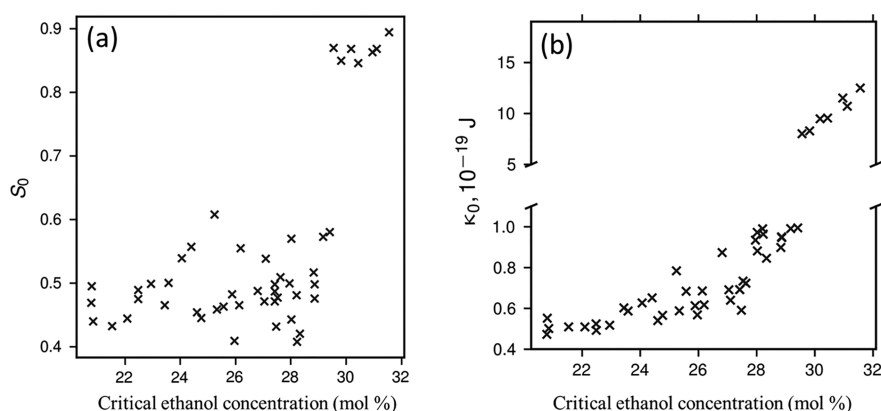 (a)
0.9
0.8
0.7
0.6
0.5
0.4
S₀
22 24 26 28 30 32
Critical ethanol concentration (mol %)
(b)
15
10
5
1.0
0.8
0.6
0.4
κ₀, 10⁻¹⁹ J
22 24 26 28 30 32
Critical ethanol concentration (mol %)